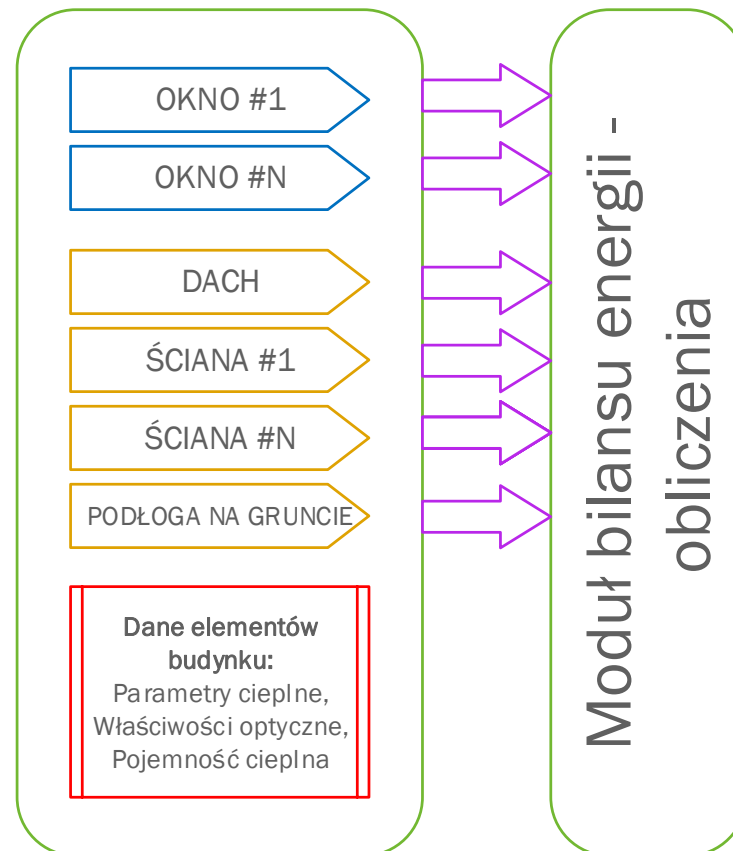 OKNO #1
OKNO #N
DACH
ŚCIANA #1
ŚCIANA #N
PODŁOGA NA GRUNCIE
Dane elementów
budynku:
Parametry cieplne,
Właściwości optyczne,
Pojemność cieplna
Moduł bilansu energii -
obliczenia